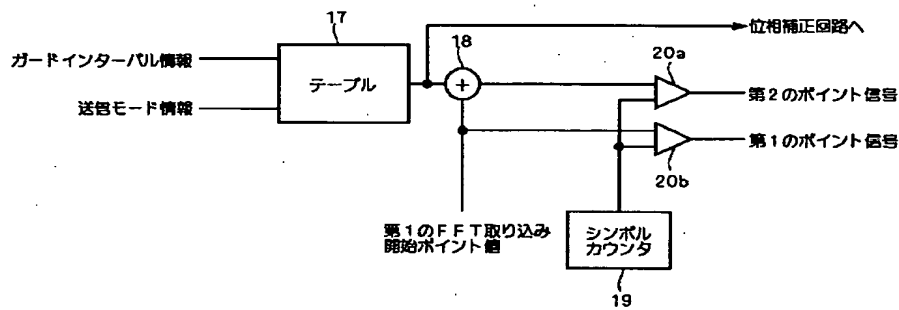 17
位相補正回路へ
18
20a
ガードインターバル情報
テーブル
+
第2のポイント信号
送信モード情報
第1のポイント信号
20b
第1のFFT取り込み
開始ポイント値
シンボル
カウンタ
19